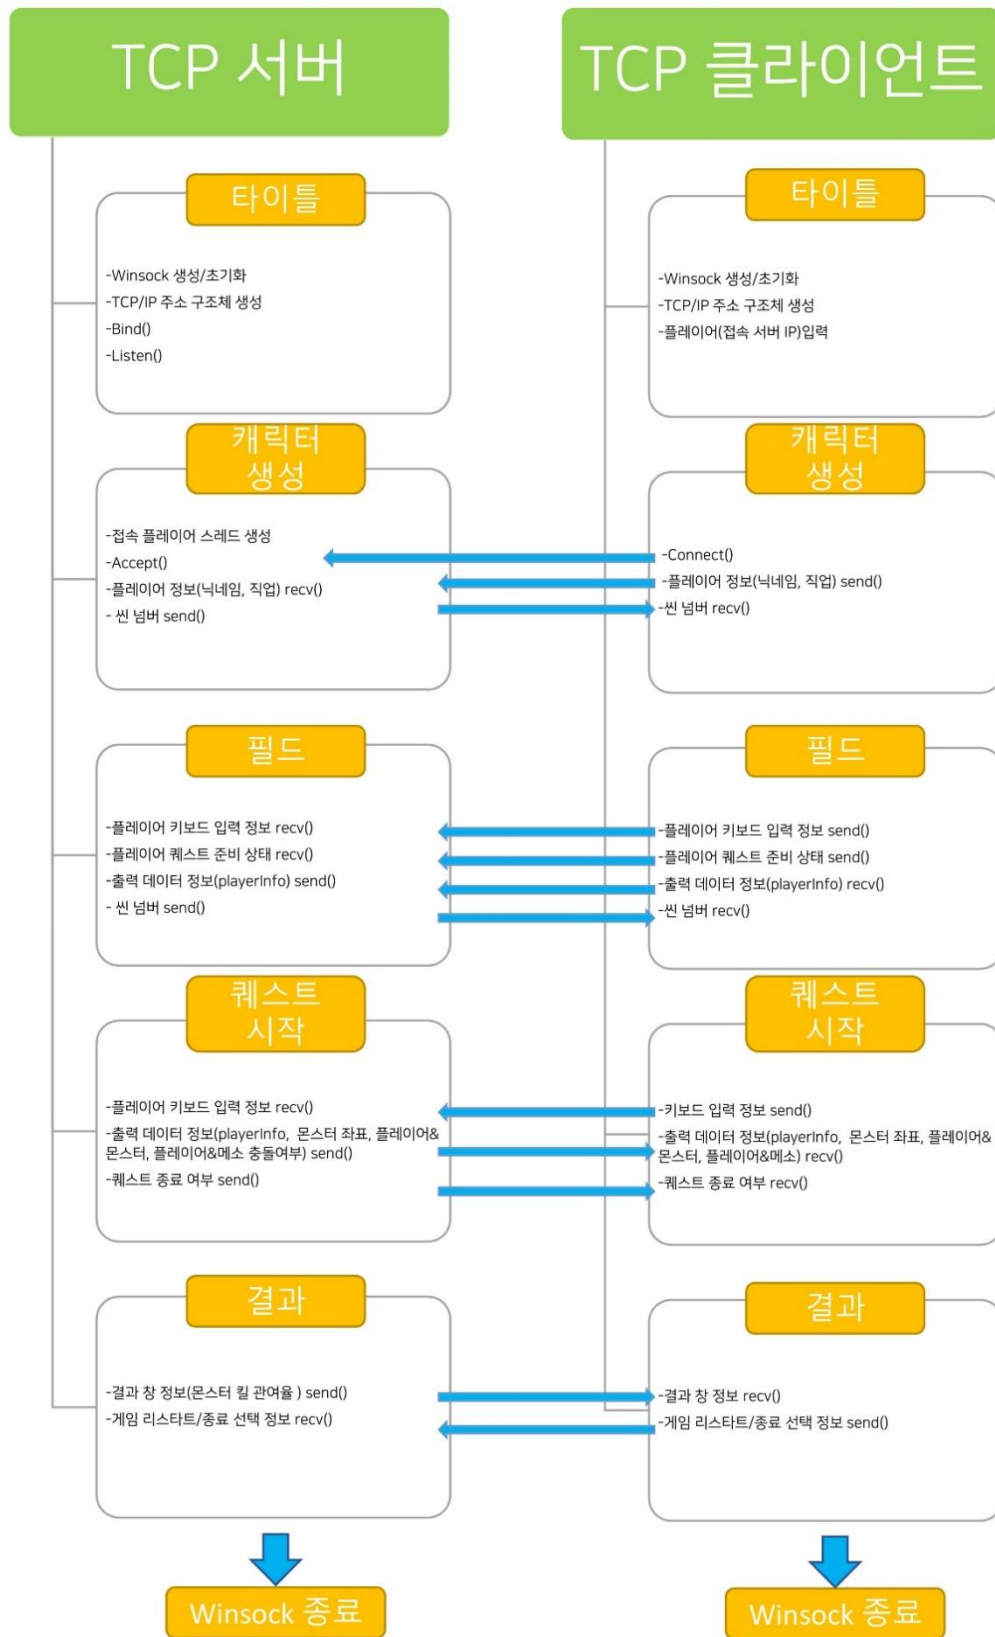 TCP 서버
타이틀
-Winsock 생성/초기화
-TCP/IP 주소 구조체 생성
-Bind()
-Listen()
캐릭터
생성
-접속 플레이어 스레드 생성
-Accept()
-플레이어 정보(닉네임, 직업) recv()
- 씬 넘버 send()
필드
-플레이어 키보드 입력 정보 recv()
-플레이어 퀘스트 준비 상태 recv()
-출력 데이터 정보(playerInfo) send()
- 씬 넘버 send()
퀘스트
시작
-플레이어 키보드 입력 정보 recv()
-출력 데이터 정보(playerInfo, 몬스터 좌표, 플레이어&
몬스터, 플레이어&메소 충돌여부) send()
-퀘스트 종료 여부 send()
결과
-결과 창 정보(몬스터 킬 관여율 ) send()
-게임 리스타트/종료 선택 정보 recv()
Winsock 종료
TCP 클라이언트
타이틀
-Winsock 생성/초기화
-TCP/IP 주소 구조체 생성
-플레이어(접속 서버 IP)입력
캐릭터
생성
-Connect()
-플레이어 정보(닉네임, 직업) send()
-씬 넘버 recv()
필드
-플레이어 키보드 입력 정보 send()
-플레이어 퀘스트 준비 상태 send()
-출력 데이터 정보(playerInfo) recv()
-씬 넘버 recv()
퀘스트
시작
-키보드 입력 정보 send()
-출력 데이터 정보(playerInfo, 몬스터 좌표, 플레이어&
몬스터, 플레이어&메소) recv()
-퀘스트 종료 여부 recv()
결과
-결과 창 정보 recv()
-게임 리스타트/종료 선택 정보 send()
Winsock 종료